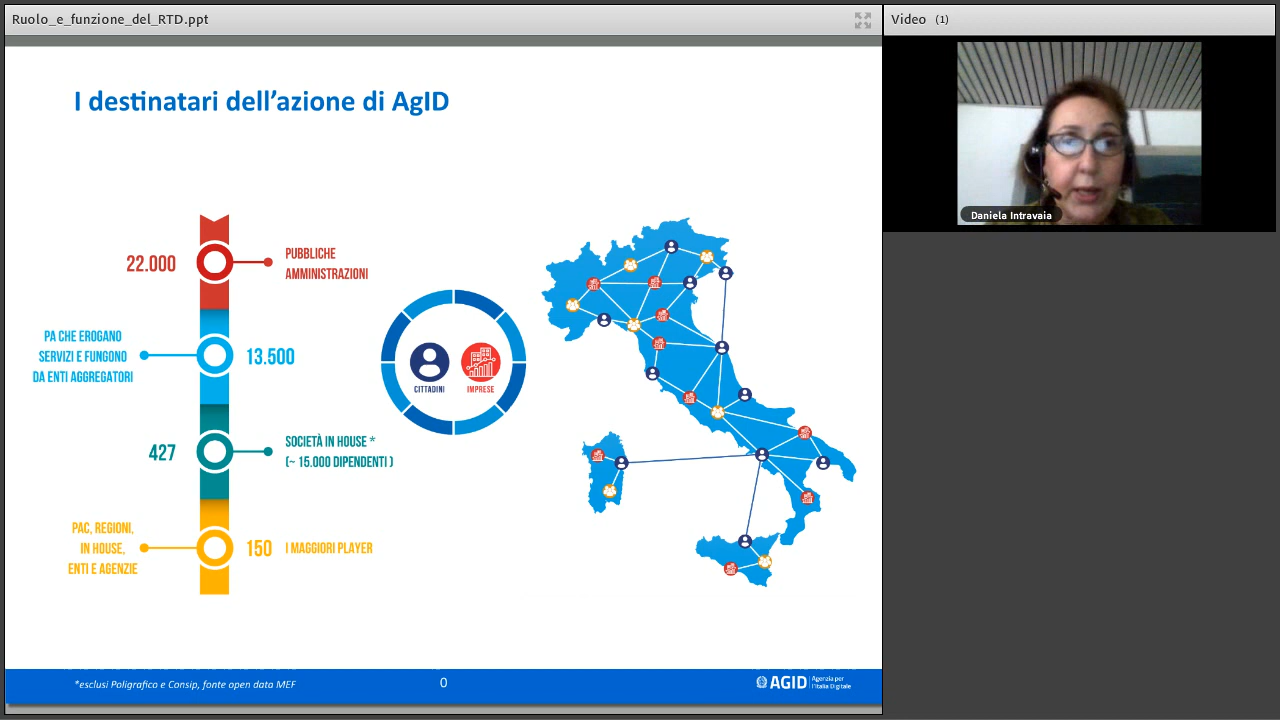 Ruolo_e_funzione_del_RTD.ppt
Video (1)
I destinatari dell'azione di AgID
22.000
PUBBLICHE
AMMINISTRAZIONI
PA CHE EROGANO
SERVIZI E FUNGONO
DA ENTI AGGREGATORI
13.500
427
SOCIETÀ IN HOUSE *
(~ 15.000 DIPENDENTI )
PAC, REGIONI,
IN HOUSE,
ENTI E AGENZIE
150
I MAGGIORI PLAYER
CITTADINI
IMPRESE
Daniela Intravaia
*esclusi Poligrafico e Consip, fonte open data MEF
0
AGID
Agenzia per
l'Italia Digitale